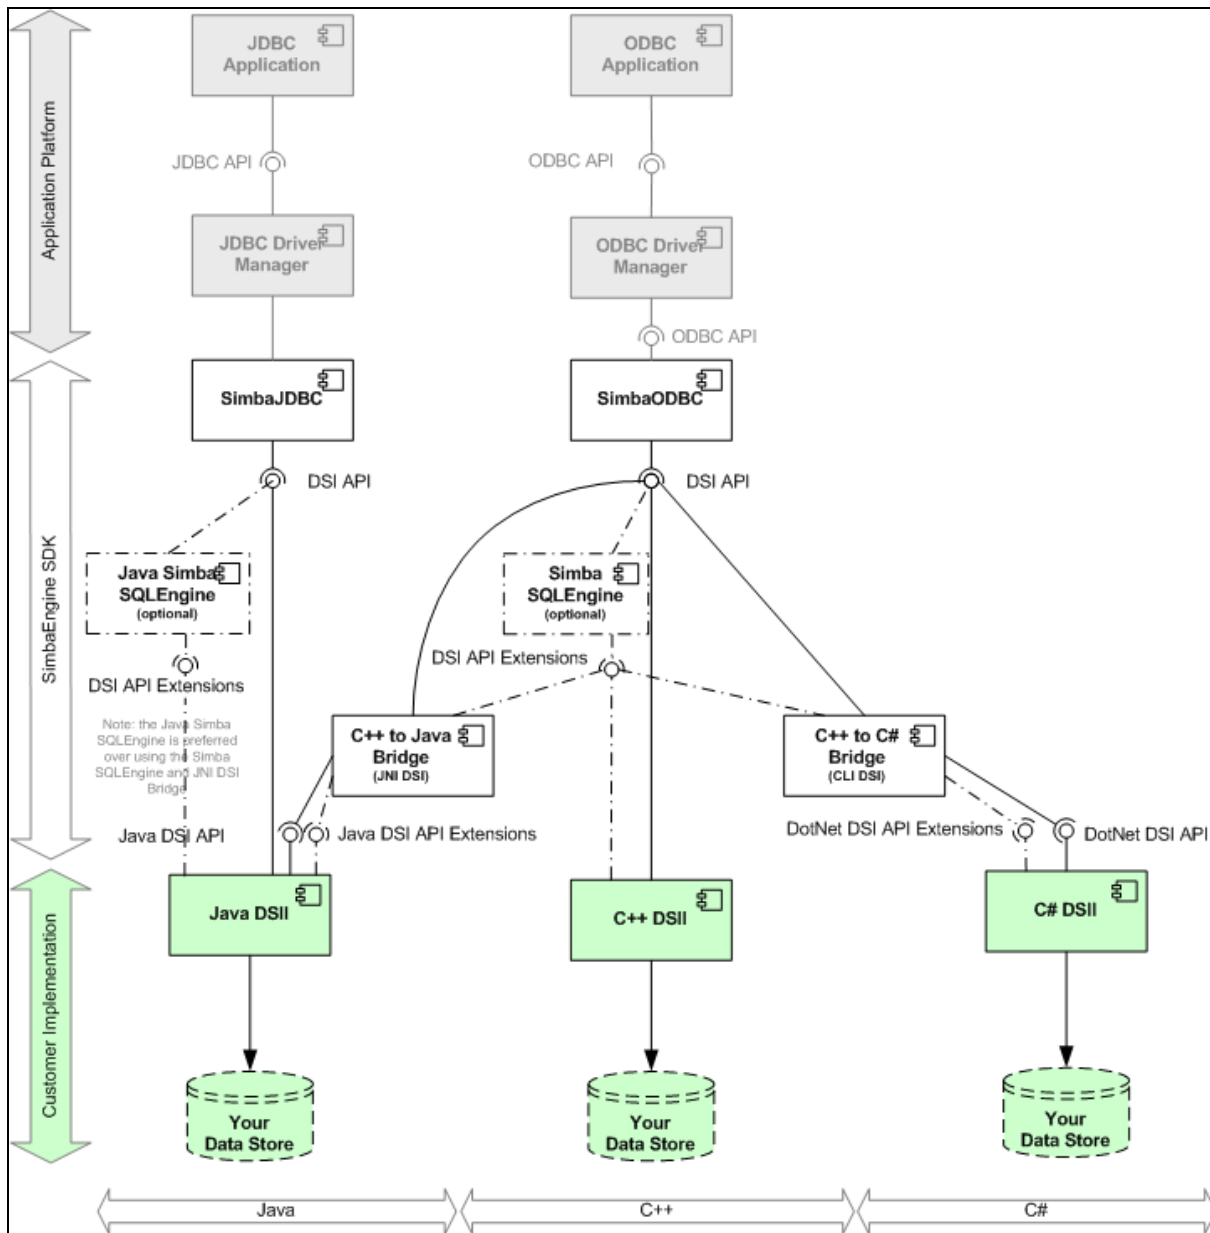 Application Platform
JDBC
Application
ODBC
Application
JDBC API
ODBC API
JDBC Driver
Manager
ODBC Driver
Manager
ODBC API
SimbaEngine SDK
SimbaJDBC
SimbaODBC
DSI API
DSI API
Java Simba
SQLEngine
(optional)
Simba
SQLEngine
(optional)
DSI API Extensions
DSI API Extensions
Note: the Java Simba
SQLEngine is preferred
over using the Simba
SQLEngine and JNI DSI
Bridge
C++ to Java
Bridge
(JNI DSI)
C++ to C#
Bridge
(CLI DSI)
Java DSI API
Java DSI API Extensions
DotNet DSI API Extensions
DotNet DSI API
Customer Implementation
Java DSII
C++ DSII
C# DSII
Your
Data Store
Your
Data Store
Your
Data Store
Java
C++
C#